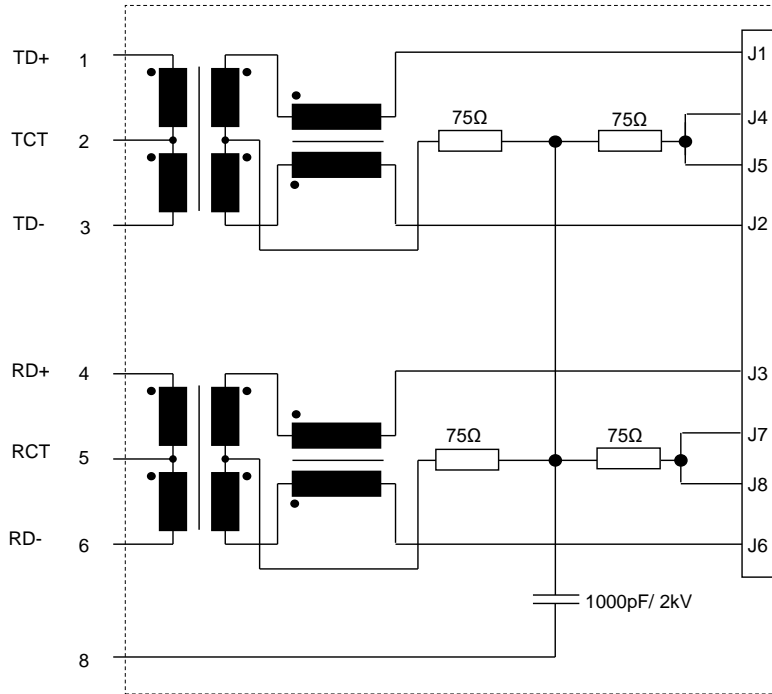 TD+ 1
J1
75Ω 75Ω
J4
TCT 2
J5
TD- 3
J2
RD+ 4
J3
75Ω 75Ω
J7
RCT 5
J8
RD- 6
J6
1000pF/ 2kV
8